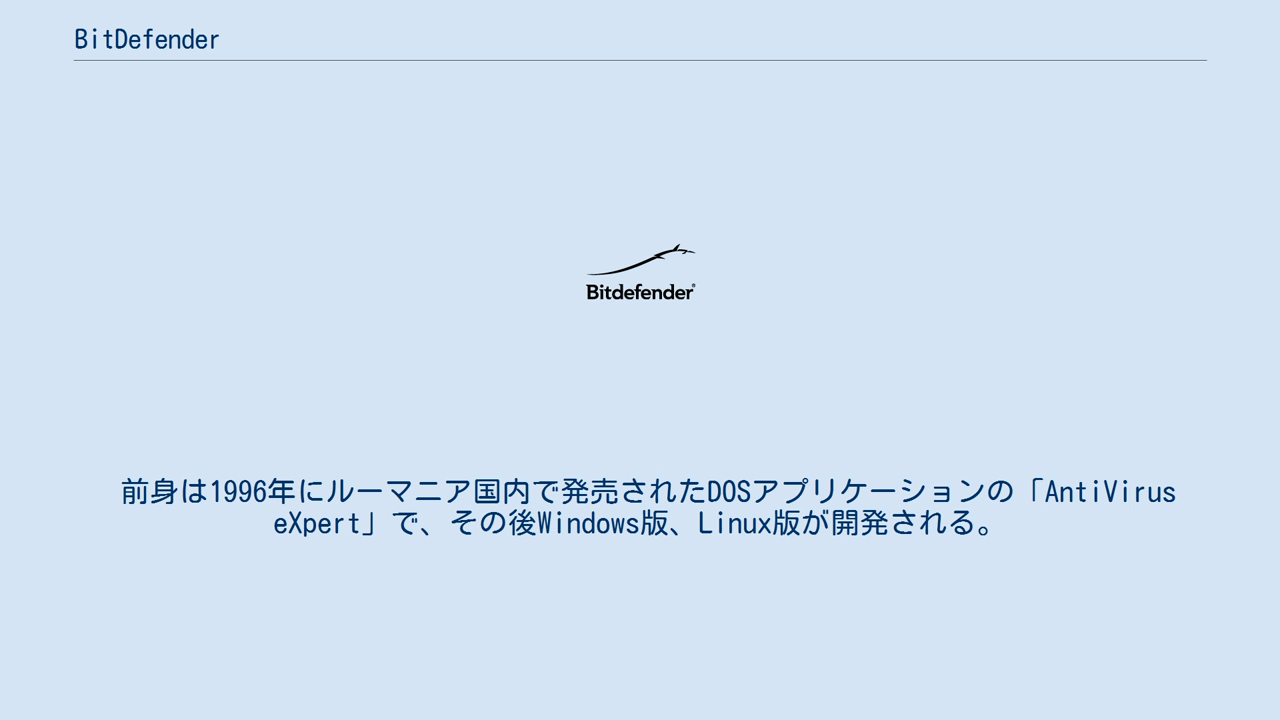 BitDefender
Bitdefender®
前身は1996年にルーマニア国内で発売されたDOSアプリケーションの「AntiVirus
eXpert」で、その後Windows版、Linux版が開発される。